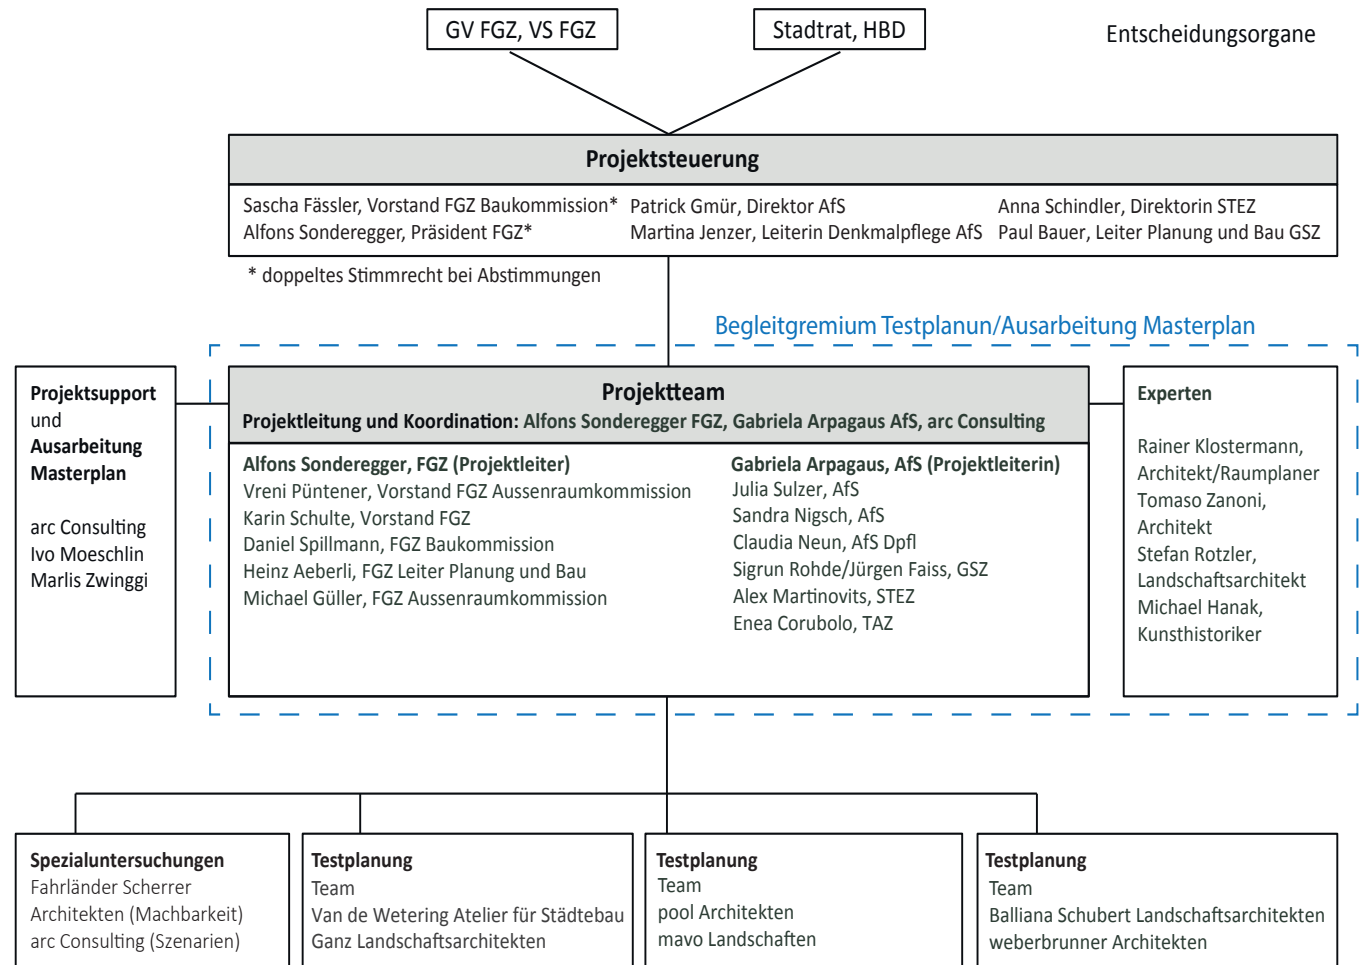 GV FGZ, VS FGZ
Stadtrat, HBD
Entscheidungsorgane
Projektsteuerung
Sascha Fässler, Vorstand FGZ Baukommission*
Alfons Sonderegger, Präsident FGZ*
Patrick Gmür, Direktor AfS
Martina Jenzer, Leiterin Denkmalpflege AfS
Anna Schindler, Direktorin STEZ
Paul Bauer, Leiter Planung und Bau GSZ
* doppeltes Stimmrecht bei Abstimmungen
Begleitgremium Testplanun/Ausarbeitung Masterplan
Projektsupport
und
Ausarbeitung
Masterplan
arc Consulting
Ivo Moeschlin
Marlis Zwinggi
Projektteam
Projektleitung und Koordination: Alfons Sonderegger FGZ, Gabriela Arpagaus AfS, arc Consulting
Alfons Sonderegger, FGZ (Projektleiter)
Vreni Püntener, Vorstand FGZ Aussenraumkommission
Karin Schulte, Vorstand FGZ
Daniel Spillmann, FGZ Baukommission
Heinz Aeberli, FGZ Leiter Planung und Bau
Michael Güller, FGZ Aussenraumkommission
Gabriela Arpagaus, AfS (Projektleiterin)
Julia Sulzer, AfS
Sandra Nigsch, AfS
Claudia Neun, AfS Dpfl
Sigrun Rohde/Jürgen Faiss, GSZ
Alex Martinovits, STEZ
Enea Corubolo, TAZ
Experten
Rainer Klostermann,
Architekt/Raumplaner
Tomaso Zanoni,
Architekt
Stefan Rotzler,
Landschaftsarchitekt
Michael Hanak,
Kunsthistoriker
Spezialuntersuchungen
Fahrländer Scherrer
Architekten (Machbarkeit)
arc Consulting (Szenarien)
Testplanung
Team
Van de Wetering Atelier für Städtebau
Ganz Landschaftsarchitekten
Testplanung
Team
pool Architekten
mavo Landschaften
Testplanung
Team
Balliana Schubert Landschaftsarchitekten
weberbrunner Architekten